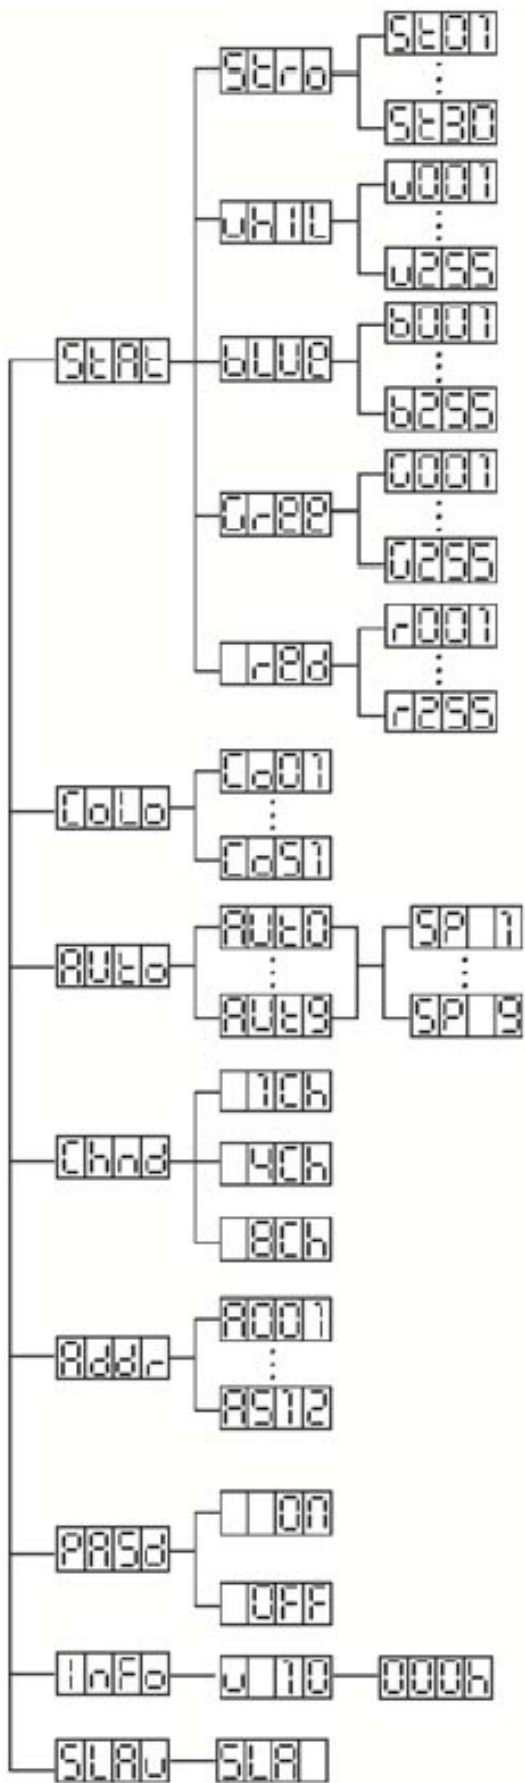 Stro
St01
St30
uhIL
u001
u255
StAt
bLUe
b001
b255
Gree
G001
G255
red
r001
r255
CoLo
Co01
Co51
AUto
AUt0
AUt9
SP 1
SP 9
Chnd
1Ch
4Ch
8Ch
Addr
A001
A512
PASd
ON
OFF
InFo
u 10
000h
SLAu
SLA